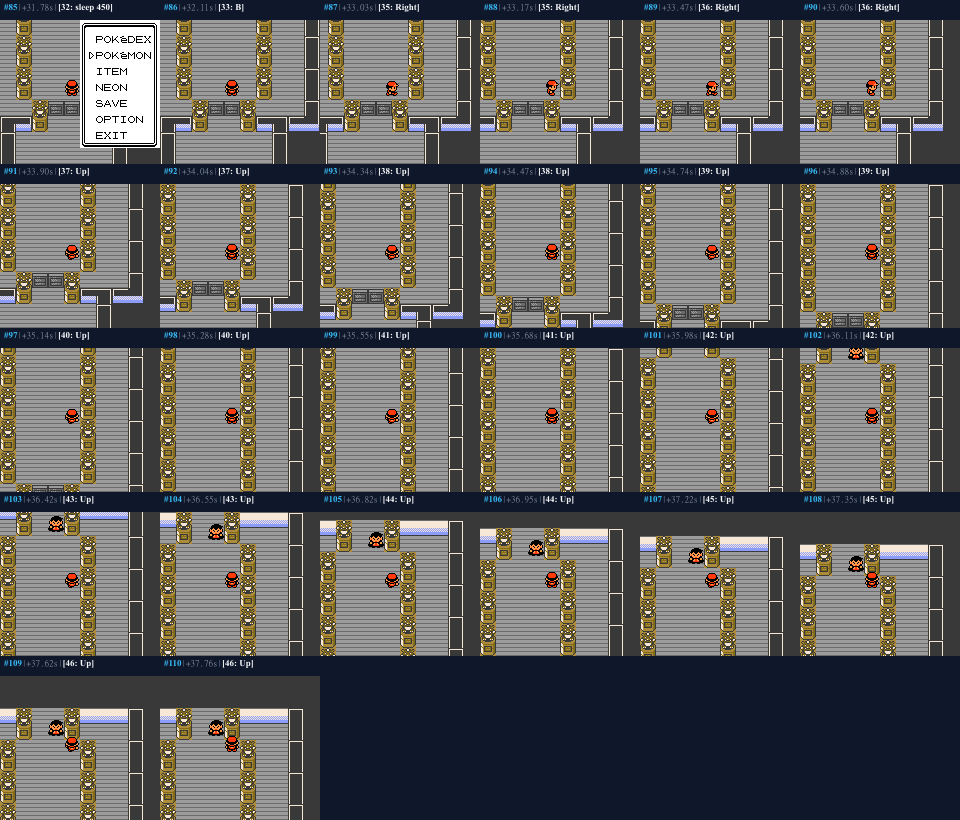 #85|+31.78s| [32: sleep 450]
#86|+32.11s| [33: B]
#87|+33.03s| [35: Right]
#88|+33.17s| [35: Right]
#89|+33.47s| [36: Right]
#90|+33.60s| [36: Right]
POKéDEX
▷POKéMON
ITEM
NEON
SAVE
OPTION
EXIT
#91|+33.90s| [37: Up]
#92|+34.04s| [37: Up]
#93|+34.34s| [38: Up]
#94|+34.47s| [38: Up]
#95|+34.74s| [39: Up]
#96|+34.88s| [39: Up]
#97|+35.14s| [40: Up]
#98|+35.28s| [40: Up]
#99|+35.55s| [41: Up]
#100|+35.68s| [41: Up]
#101|+35.98s| [42: Up]
#102|+36.11s| [42: Up]
#103|+36.42s| [43: Up]
#104|+36.55s| [43: Up]
#105|+36.82s| [44: Up]
#106|+36.95s| [44: Up]
#107|+37.22s| [45: Up]
#108|+37.35s| [45: Up]
#109|+37.62s| [46: Up]
#110|+37.76s| [46: Up]